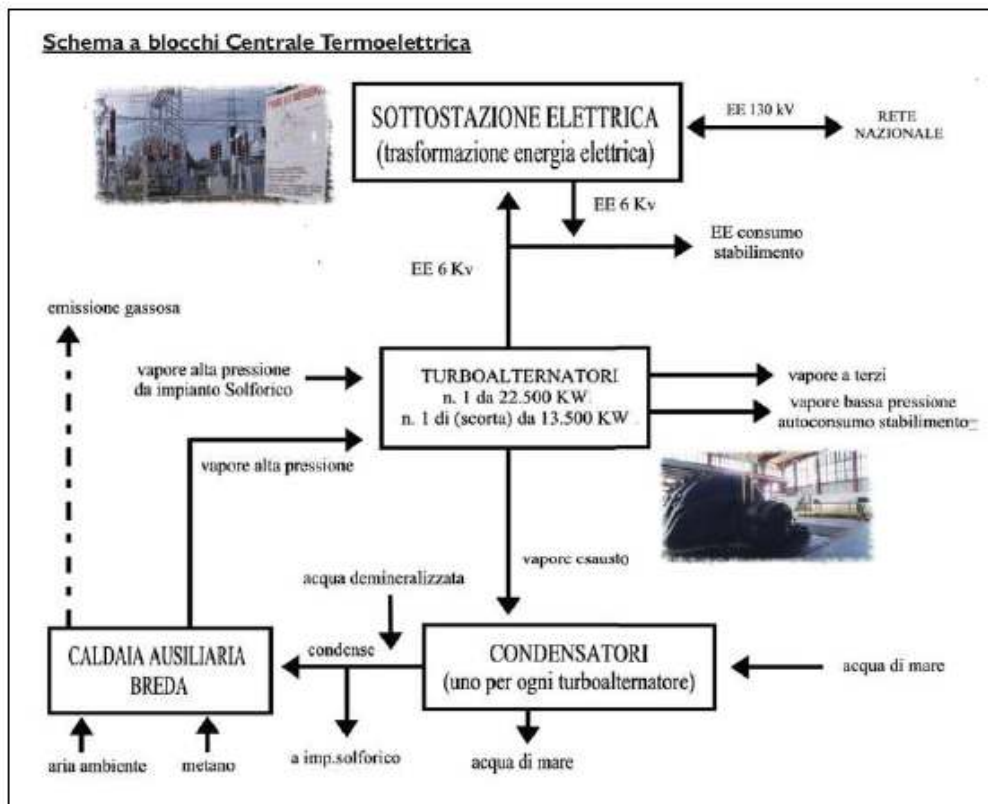 Schema a blocchi Centrale Termoelettrica
SOTTOSTAZIONE ELETTRICA
(trasformazione energia elettrica)
EE 130 kV
RETE
NAZIONALE
EE 6 Kv
EE consumo
stabilimento
EE 6 Kv
emissione gassosa
vapore alta pressione
da impianto Solforico
TURBOALTERNATORI
n. 1 da 22.500 KW.
n. 1 di (scorta) da 13.500 KW
vapore a terzi
vapore bassa pressione
autoconsumo stabilimento
vapore alta pressione
vapore esausto
acqua demineralizzata
CALDAIA AUSILIARIA
BREDA
condense
CONDENSATORI
(uno per ogni turboalternatore)
acqua di mare
aria ambiente
metano
a imp.solforico
acqua di mare